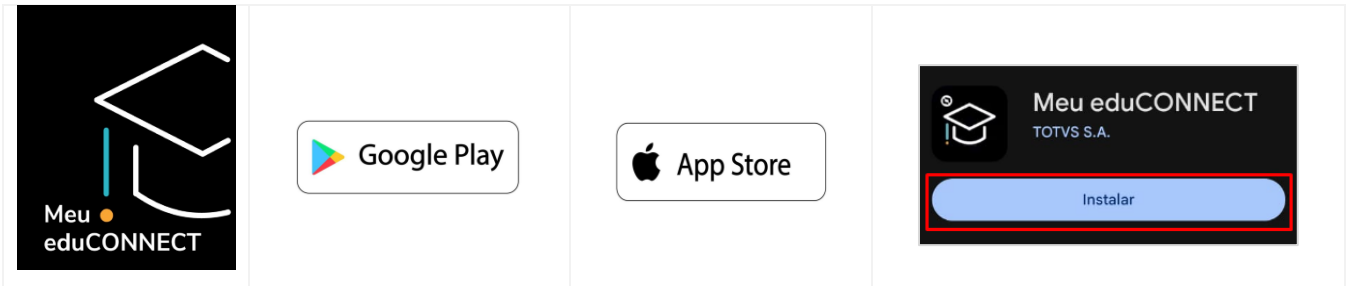 Meu
eduCONNECT
Google Play
App Store
Meu eduCONNECT
TOTVS S.A.
Instalar